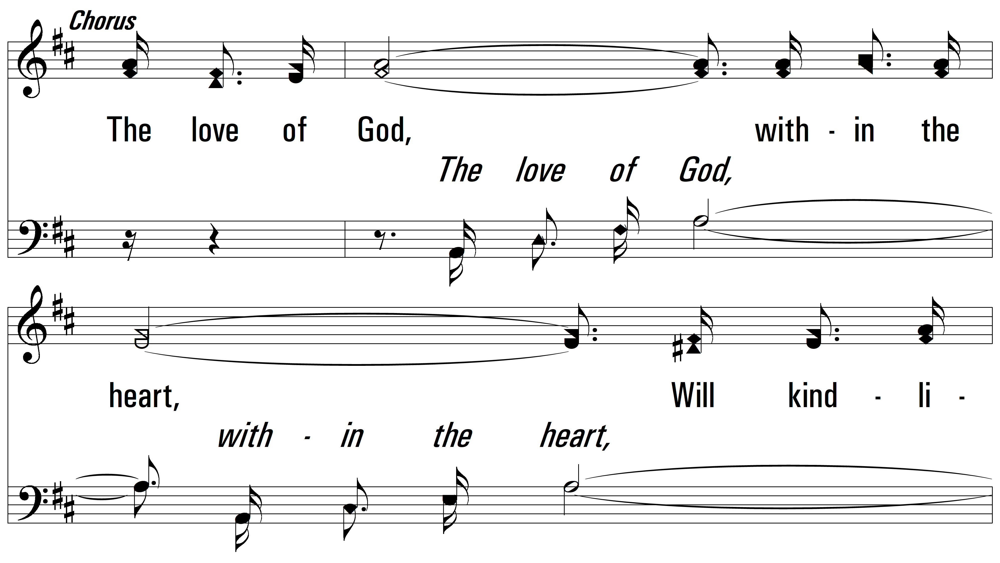 Chorus
The love of God, with - in the
The love of God,
heart, Will kind - li -
with - in the heart,